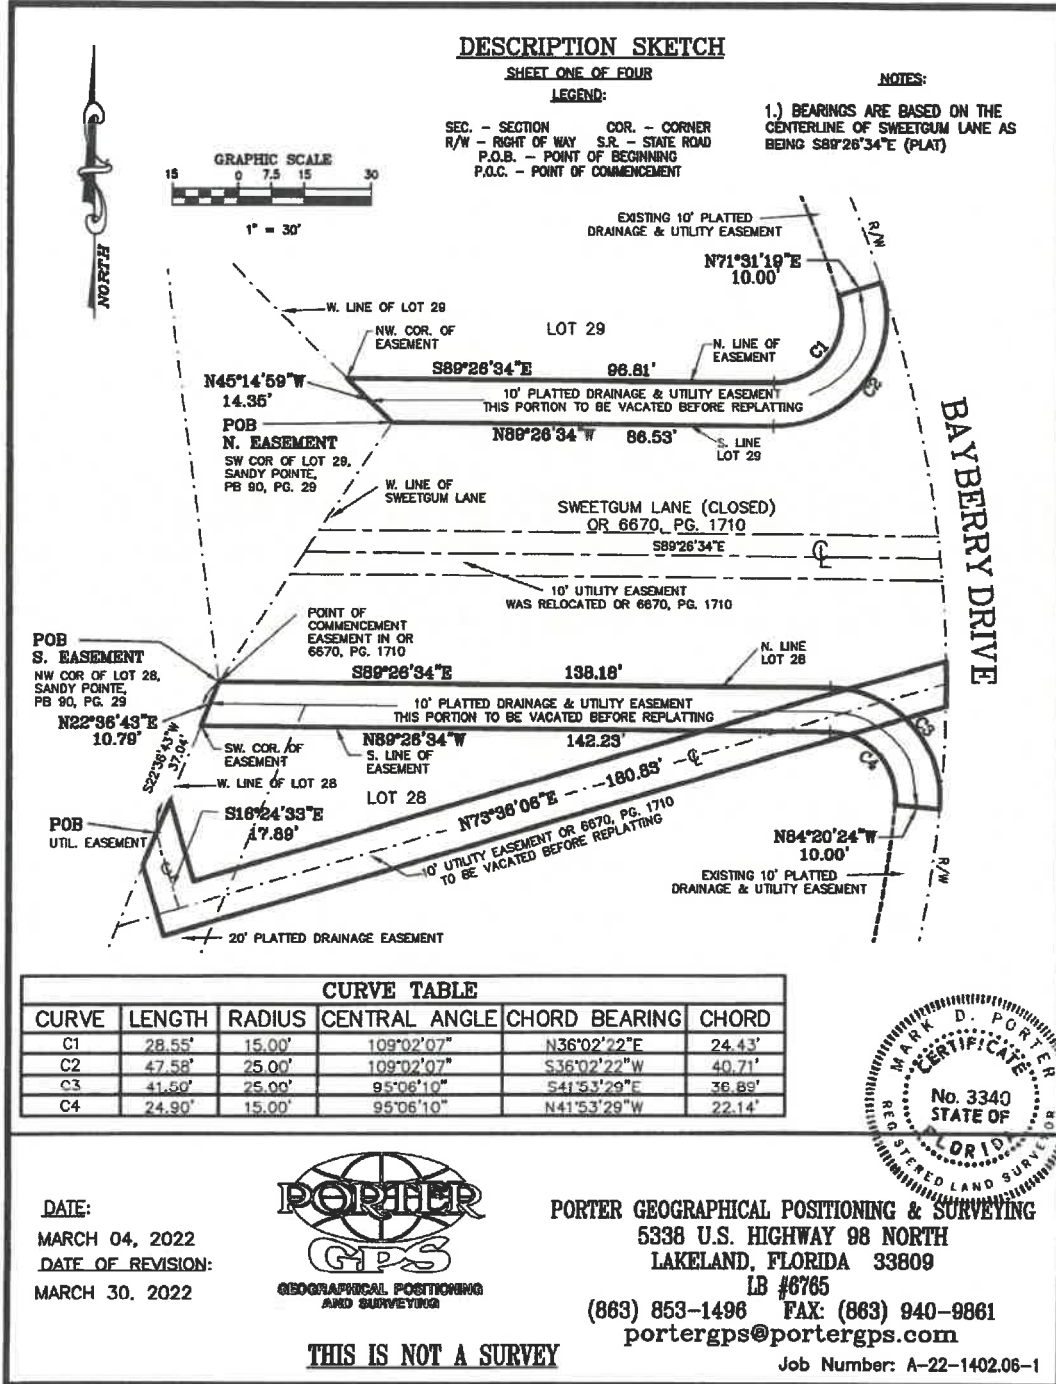 DESCRIPTION SKETCH
SHEET ONE OF FOUR
LEGEND:
SEC. - SECTION COR. - CORNER
R/W - RIGHT OF WAY S.R. - STATE ROAD
P.O.B. - POINT OF BEGINNING
P.O.C. - POINT OF COMMENCEMENT
NOTES:
1.) BEARINGS ARE BASED ON THE
CENTERLINE OF SWEETGUM LANE AS
BEING S89°26'34"E (PLAT)
NORTH
GRAPHIC SCALE
15 0 7.5 15 30
1" = 30'
EXISTING 10' PLATTED
DRAINAGE & UTILITY EASEMENT
R/W
N71°31'19"E
10.00'
W. LINE OF LOT 29
NW. COR. OF
EASEMENT
LOT 29
N. LINE OF
EASEMENT
C1
C2
S89°26'34"E 96.81'
N45°14'59"W
14.35'
10' PLATTED DRAINAGE & UTILITY EASEMENT
THIS PORTION TO BE VACATED BEFORE REPLATTING
POB
N. EASEMENT
SW COR OF LOT 29,
SANDY POINTE,
PB 90, PG. 29
N89°26'34"W 86.53'
S. LINE
LOT 29
BAYBERRY DRIVE
W. LINE OF
SWEETGUM LANE
SWEETGUM LANE (CLOSED)
OR 6670, PG. 1710
S89°26'34"E
CL
10' UTILITY EASEMENT
WAS RELOCATED OR 6670, PG. 1710
POINT OF
COMMENCEMENT
EASEMENT IN OR
6670, PG. 1710
POB
S. EASEMENT
NW COR OF LOT 28,
SANDY POINTE,
PB 90, PG. 29
N. LINE
LOT 28
S89°26'34"E 138.18'
10' PLATTED DRAINAGE & UTILITY EASEMENT
THIS PORTION TO BE VACATED BEFORE REPLATTING
N22°36'43"E
10.79'
S22°36'43"W
37.04'
SW. COR. OF
EASEMENT
N89°26'34"W 142.23'
S. LINE OF
EASEMENT
C3
C4
W. LINE OF LOT 28
LOT 28
S16°24'33"E
17.89'
POB
UTIL. EASEMENT
N73°36'06"E 180.83' CL
10' UTILITY EASEMENT OR 6670, PG. 1710
TO BE VACATED BEFORE REPLATTING
N84°20'24"W
10.00'
EXISTING 10' PLATTED
DRAINAGE & UTILITY EASEMENT
R/W
20' PLATTED DRAINAGE EASEMENT
CURVE TABLE
CURVE LENGTH RADIUS CENTRAL ANGLE CHORD BEARING CHORD
C1 28.55' 15.00' 109°02'07" N36°02'22"E 24.43'
C2 47.58' 25.00' 109°02'07" S36°02'22"W 40.71'
C3 41.50' 25.00' 95°06'10" S41°53'29"E 36.89'
C4 24.90' 15.00' 95°06'10" N41°53'29"W 22.14'
MARK D. PORTER
CERTIFICATE
No. 3340
STATE OF
FLORIDA
REGISTERED LAND SURVEYOR
DATE:
MARCH 04, 2022
DATE OF REVISION:
MARCH 30, 2022
PORTER
GPS
GEOGRAPHICAL POSITIONING
AND SURVEYING
THIS IS NOT A SURVEY
PORTER GEOGRAPHICAL POSITIONING & SURVEYING
5338 U.S. HIGHWAY 98 NORTH
LAKELAND, FLORIDA 33809
LB #6765
(863) 853-1496 FAX: (863) 940-9861
portergps@portergps.com
Job Number: A-22-1402.06-1